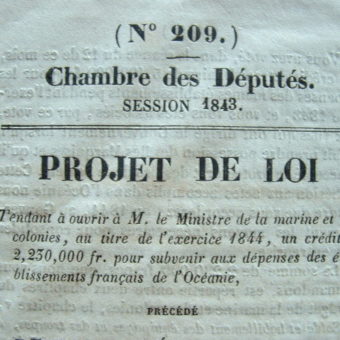 (N° 209.)
Chambre des Députés.
SESSION 1843.
PROJET DE LOI
Tendant à ouvrir à M. le Ministre de la marine et
colonies, au titre de l'exercice 1844, un crédit
2,230,000 fr. pour subvenir aux dépenses des é
blissements français de l'Océanie,
PRÉCÉDÉ